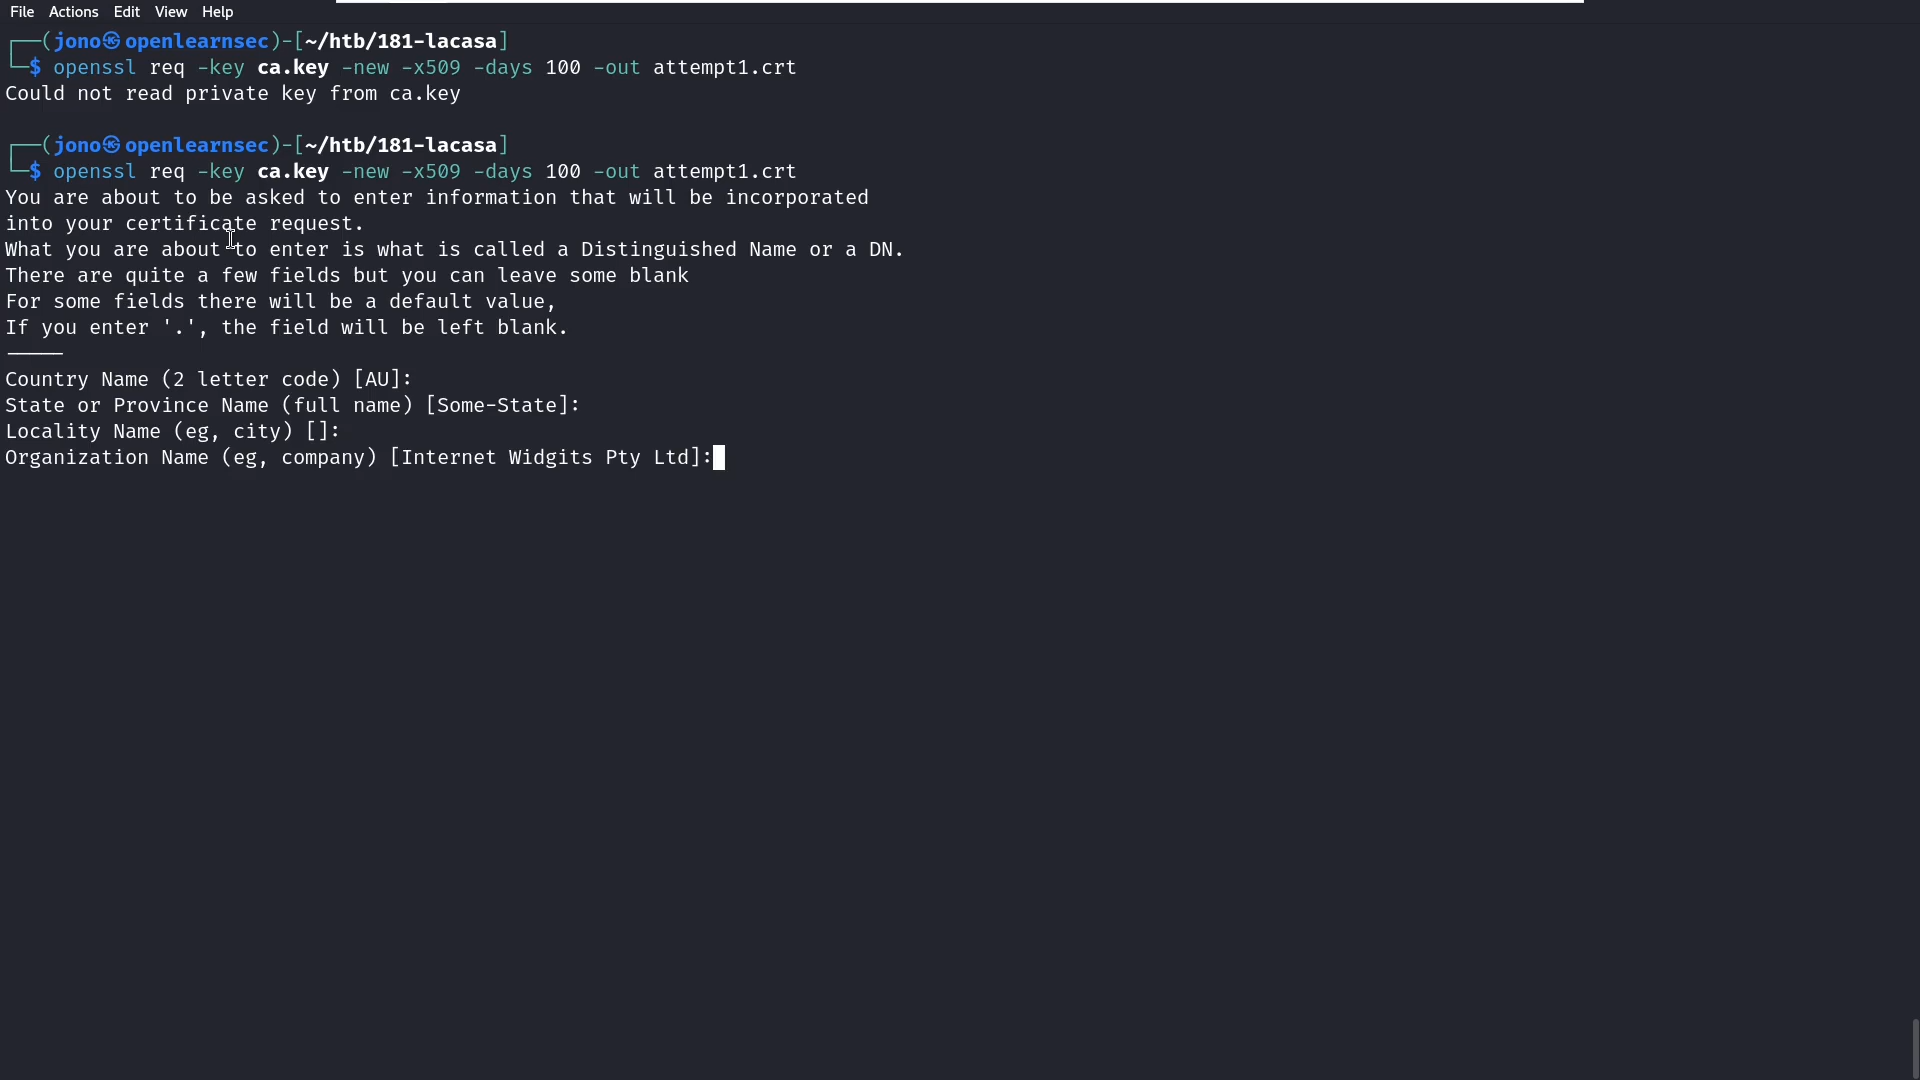 File Actions Edit View Help
┌──(jono㉿openlearnsec)-[~/htb/181-lacasa]
└─$ openssl req -key ca.key -new -x509 -days 100 -out attempt1.crt
Could not read private key from ca.key
┌──(jono㉿openlearnsec)-[~/htb/181-lacasa]
└─$ openssl req -key ca.key -new -x509 -days 100 -out attempt1.crt
You are about to be asked to enter information that will be incorporated
into your certificate request.
What you are about to enter is what is called a Distinguished Name or a DN.
There are quite a few fields but you can leave some blank
For some fields there will be a default value,
If you enter '.', the field will be left blank.
-----
Country Name (2 letter code) [AU]:
State or Province Name (full name) [Some-State]:
Locality Name (eg, city) []:
Organization Name (eg, company) [Internet Widgits Pty Ltd]: